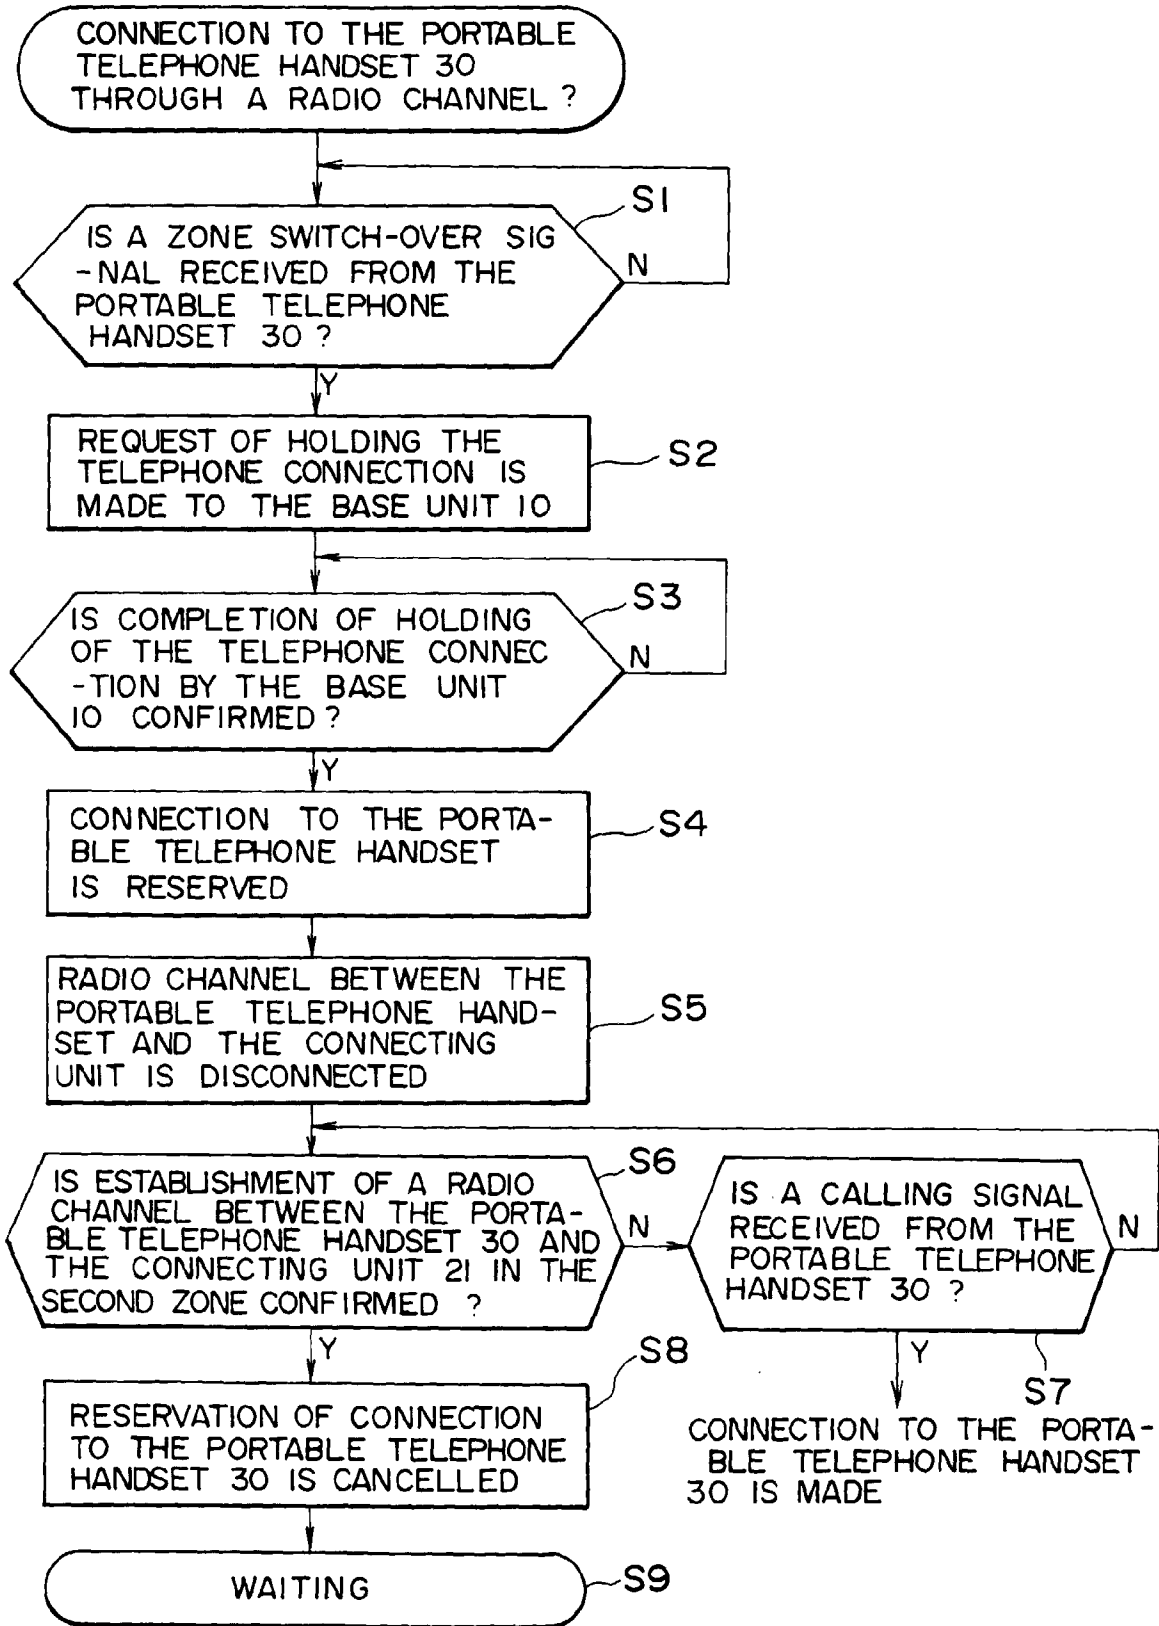 CONNECTION TO THE PORTABLE
TELEPHONE HANDSET 30
THROUGH A RADIO CHANNEL ?
S1
IS A ZONE SWITCH-OVER SIG
-NAL RECEIVED FROM THE
PORTABLE TELEPHONE
HANDSET 30 ?
N
Y
REQUEST OF HOLDING THE
TELEPHONE CONNECTION IS
MADE TO THE BASE UNIT 10
S2
S3
IS COMPLETION OF HOLDING
OF THE TELEPHONE CONNEC
-TION BY THE BASE UNIT
10 CONFIRMED ?
N
Y
CONNECTION TO THE PORTA-
BLE TELEPHONE HANDSET
IS RESERVED
S4
RADIO CHANNEL BETWEEN THE
PORTABLE TELEPHONE HAND-
SET AND THE CONNECTING
UNIT IS DISCONNECTED
S5
S6
IS ESTABLISHMENT OF A RADIO
CHANNEL BETWEEN THE PORTA-
BLE TELEPHONE HANDSET 30 AND
THE CONNECTING UNIT 21 IN THE
SECOND ZONE CONFIRMED ?
N
IS A CALLING SIGNAL
RECEIVED FROM THE
PORTABLE TELEPHONE
HANDSET 30 ?
N
Y
Y
S7
CONNECTION TO THE PORTA-
BLE TELEPHONE HANDSET
30 IS MADE
S8
RESERVATION OF CONNECTION
TO THE PORTABLE TELEPHONE
HANDSET 30 IS CANCELLED
WAITING
S9